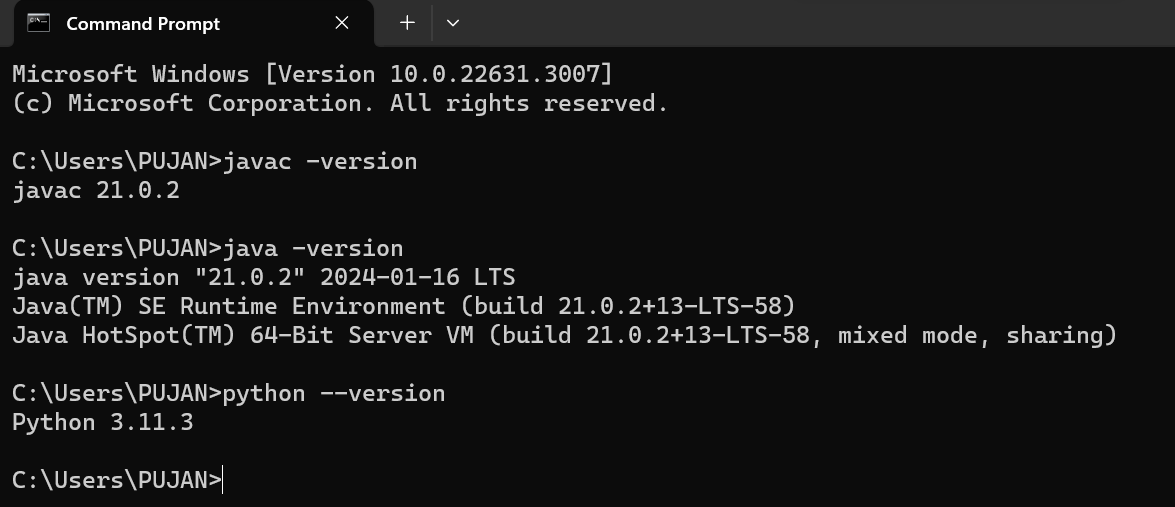 Command Prompt
Microsoft Windows [Version 10.0.22631.3007]
(c) Microsoft Corporation. All rights reserved.
C:\Users\PUJAN>javac -version
javac 21.0.2
C:\Users\PUJAN>java -version
java version "21.0.2" 2024-01-16 LTS
Java(TM) SE Runtime Environment (build 21.0.2+13-LTS-58)
Java HotSpot(TM) 64-Bit Server VM (build 21.0.2+13-LTS-58, mixed mode, sharing)
C:\Users\PUJAN>python --version
Python 3.11.3
C:\Users\PUJAN>